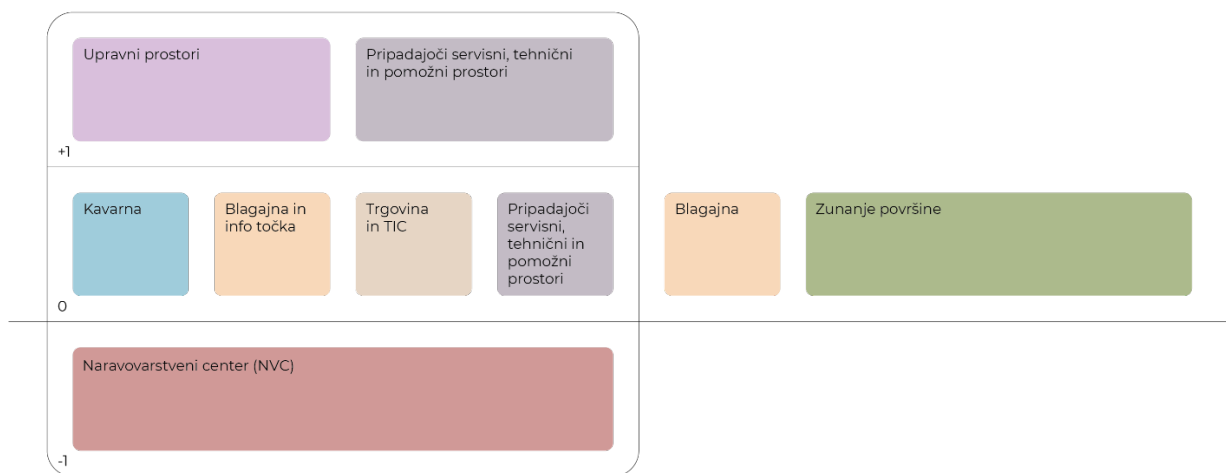 Upravni prostori
Pripadajoči servisni, tehnični
in pomožni prostori
+1
Kavarna
Blagajna in
info točka
Trgovina
in TIC
Pripadajoči
servisni,
tehnični in
pomožni
prostori
Blagajna
Zunanje površine
0
Naravovarstveni center (NVC)
-1